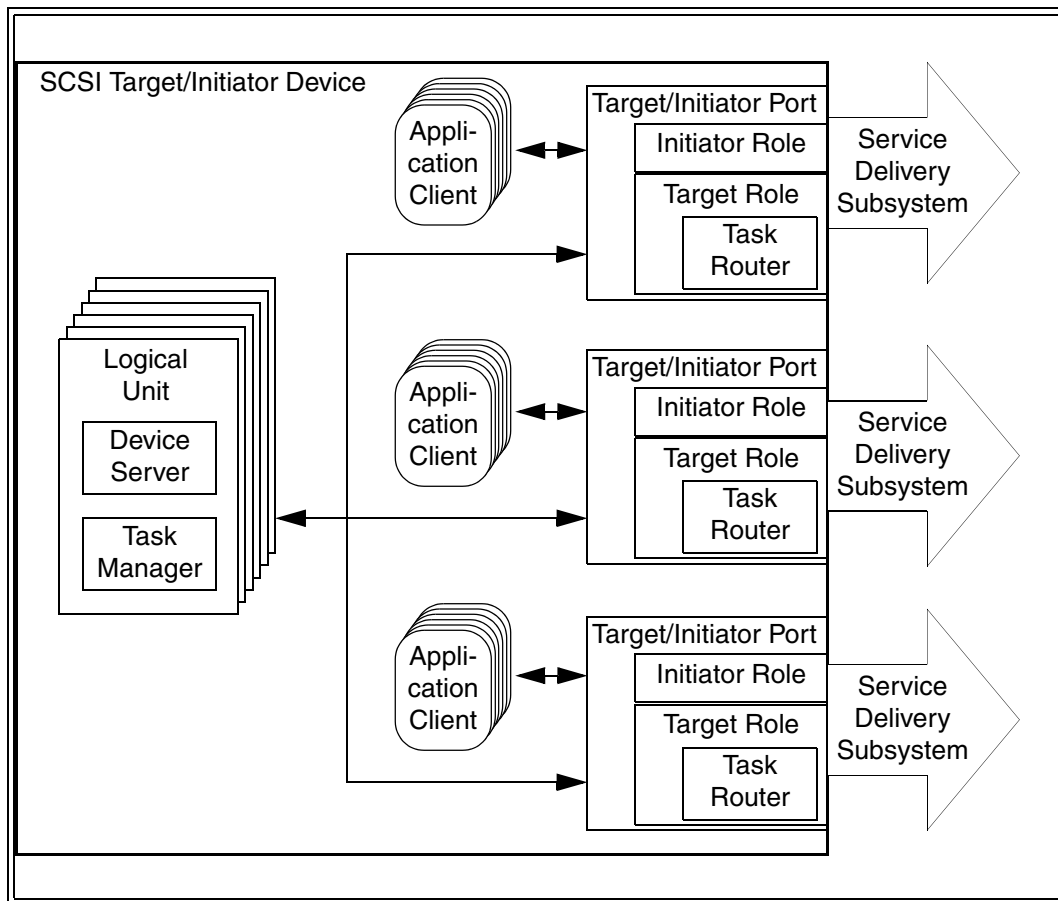 SCSI Target/Initiator Device
Appli-
cation
Client
Target/Initiator Port
Initiator Role
Target Role
Task
Router
Service
Delivery
Subsystem
Logical
Unit
Device
Server
Task
Manager
Appli-
cation
Client
Target/Initiator Port
Initiator Role
Target Role
Task
Router
Service
Delivery
Subsystem
Appli-
cation
Client
Target/Initiator Port
Initiator Role
Target Role
Task
Router
Service
Delivery
Subsystem